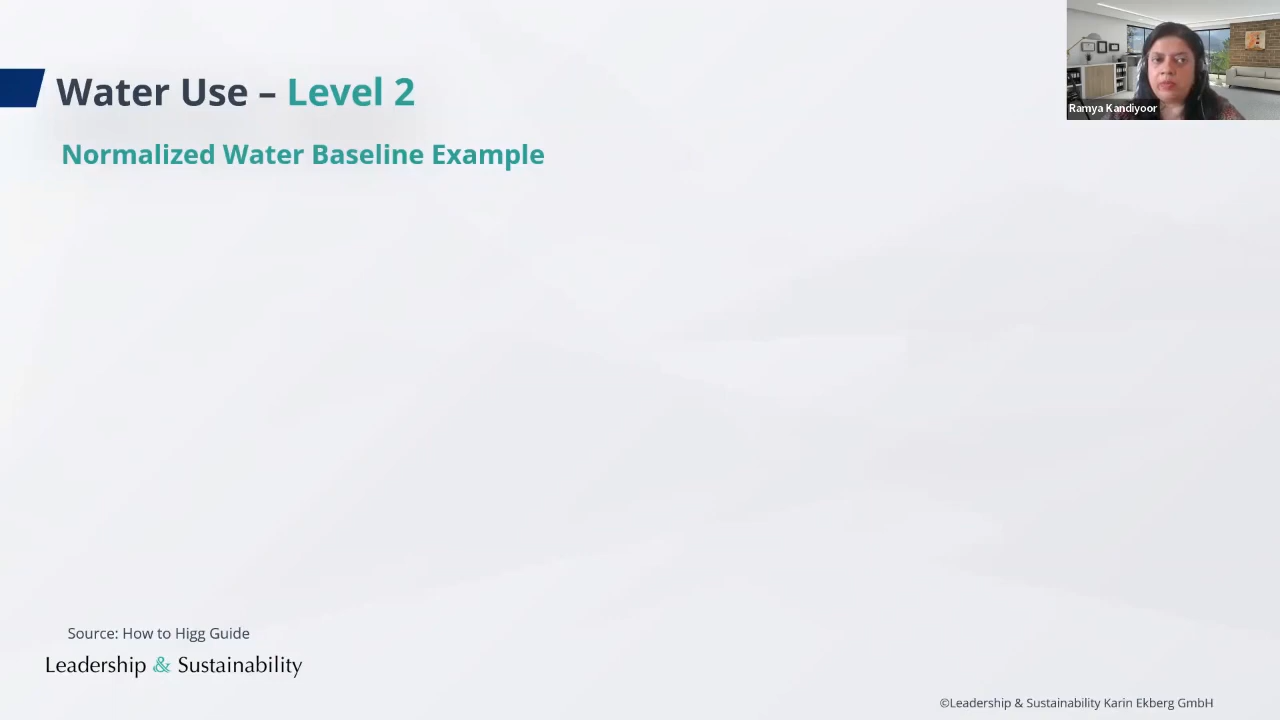 Water Use – Level 2
Ramya Kandiyoor
Normalized Water Baseline Example
Source: How to Higg Guide
Leadership & Sustainability
©Leadership & Sustainability Karin Ekberg GmbH